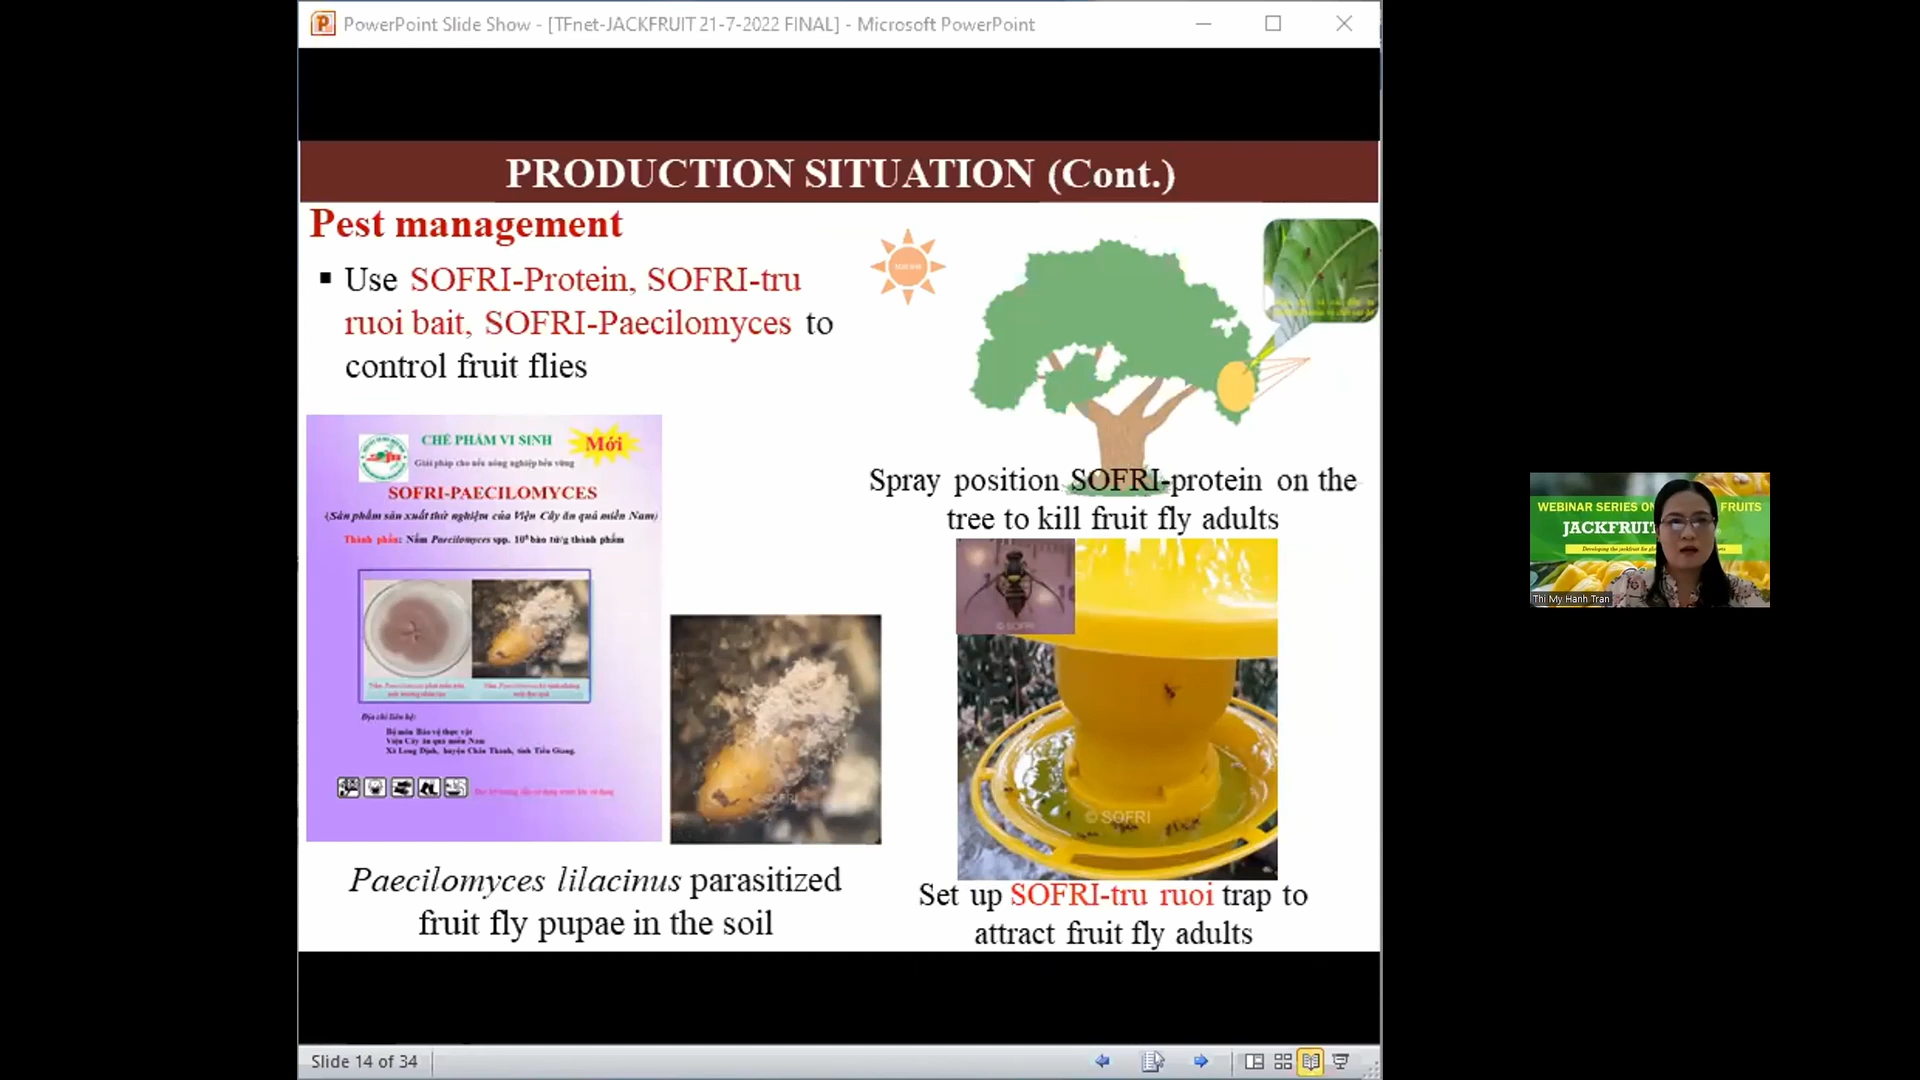 PowerPoint Slide Show - [TFnet-JACKFRUIT 21-7-2022 FINAL] - Microsoft PowerPoint
PRODUCTION SITUATION (Cont.)
Pest management
▪ Use SOFRI-Protein, SOFRI-tru
ruoi bait, SOFRI-Paecilomyces to
control fruit flies
CHẾ PHẨM VI SINH
Mới
Giải pháp cho nền nông nghiệp bền vững
SOFRI-PAECILOMYCES
(Sản phẩm sản xuất thử nghiệm của Viện Cây ăn quả miền Nam)
Thành phần: Nấm Paecilomyces spp. 10⁸ bào tử/g thành phẩm
Địa chỉ liên hệ:
Bộ môn Bảo vệ thực vật
Viện Cây ăn quả miền Nam
Xã Long Định, huyện Châu Thành, tỉnh Tiền Giang.
© SOFRI
Paecilomyces lilacinus parasitized
fruit fly pupae in the soil
Spray position SOFRI-protein on the
tree to kill fruit fly adults
© SOFRI
© SOFRI
Set up SOFRI-tru ruoi trap to
attract fruit fly adults
WEBINAR SERIES ON FRUITS
JACKFRUIT
Developing the jackfruit for
Thi My Hanh Tran
Slide 14 of 34